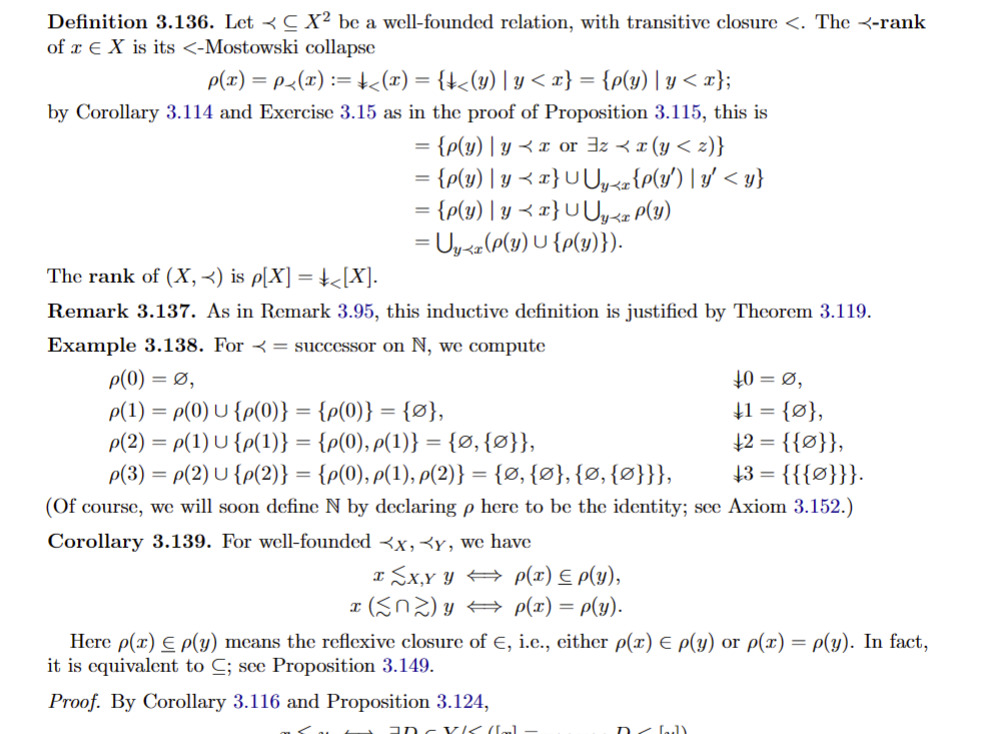 Definition 3.136. Let ≺ ⊆ X² be a well-founded relation, with transitive closure <. The ≺-rank
of x ∈ X is its <-Mostowski collapse
ρ(x) = ρ≺(x) := ⇟<(x) = {⇟<(y) | y < x} = {ρ(y) | y < x};
by Corollary 3.114 and Exercise 3.15 as in the proof of Proposition 3.115, this is
= {ρ(y) | y ≺ x or ∃z ≺ x (y < z)}
= {ρ(y) | y ≺ x} ∪ ⋃y≺x{ρ(y′) | y′ < y}
= {ρ(y) | y ≺ x} ∪ ⋃y≺x ρ(y)
= ⋃y≺x(ρ(y) ∪ {ρ(y)}).
The rank of (X, ≺) is ρ[X] = ⇟<[X].
Remark 3.137. As in Remark 3.95, this inductive definition is justified by Theorem 3.119.
Example 3.138. For ≺ = successor on ℕ, we compute
ρ(0) = ∅, ⇟0 = ∅,
ρ(1) = ρ(0) ∪ {ρ(0)} = {ρ(0)} = {∅}, ⇟1 = {∅},
ρ(2) = ρ(1) ∪ {ρ(1)} = {ρ(0), ρ(1)} = {∅, {∅}}, ⇟2 = {{∅}},
ρ(3) = ρ(2) ∪ {ρ(2)} = {ρ(0), ρ(1), ρ(2)} = {∅, {∅}, {∅, {∅}}}, ⇟3 = {{{∅}}}.
(Of course, we will soon define ℕ by declaring ρ here to be the identity; see Axiom 3.152.)
Corollary 3.139. For well-founded ≺X, ≺Y, we have
x ≲X,Y y ⟺ ρ(x) ⋸ ρ(y),
x (≲ ∩ ≳) y ⟺ ρ(x) = ρ(y).
Here ρ(x) ⋸ ρ(y) means the reflexive closure of ∈, i.e., either ρ(x) ∈ ρ(y) or ρ(x) = ρ(y). In fact,
it is equivalent to ⊆; see Proposition 3.149.
Proof. By Corollary 3.116 and Proposition 3.124,